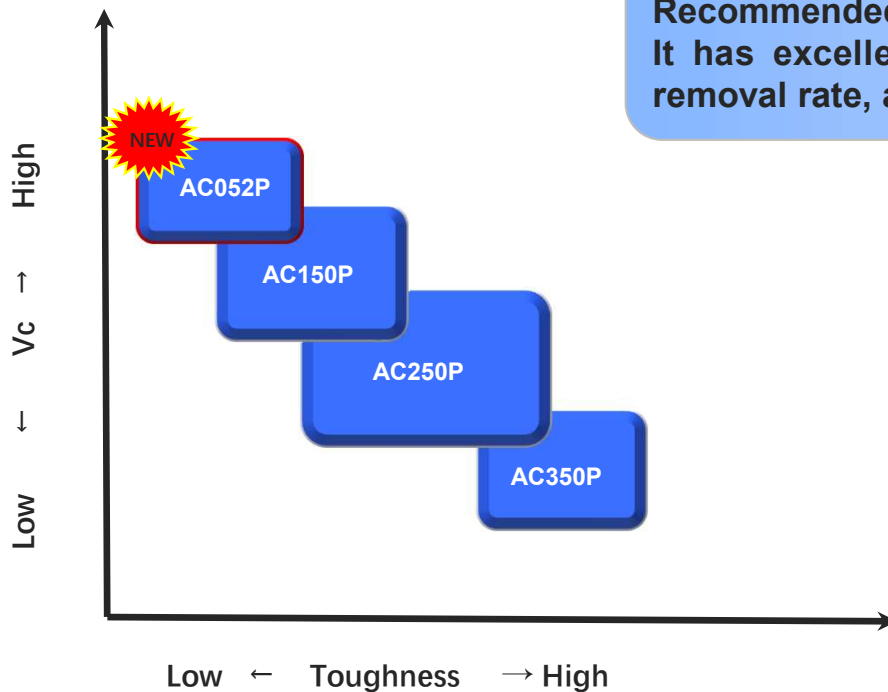 Recommended
It has excelle
removal rate, a
NEW
AC052P
AC150P
AC250P
AC350P
Low ← Vc → High
Low ← Toughness → High